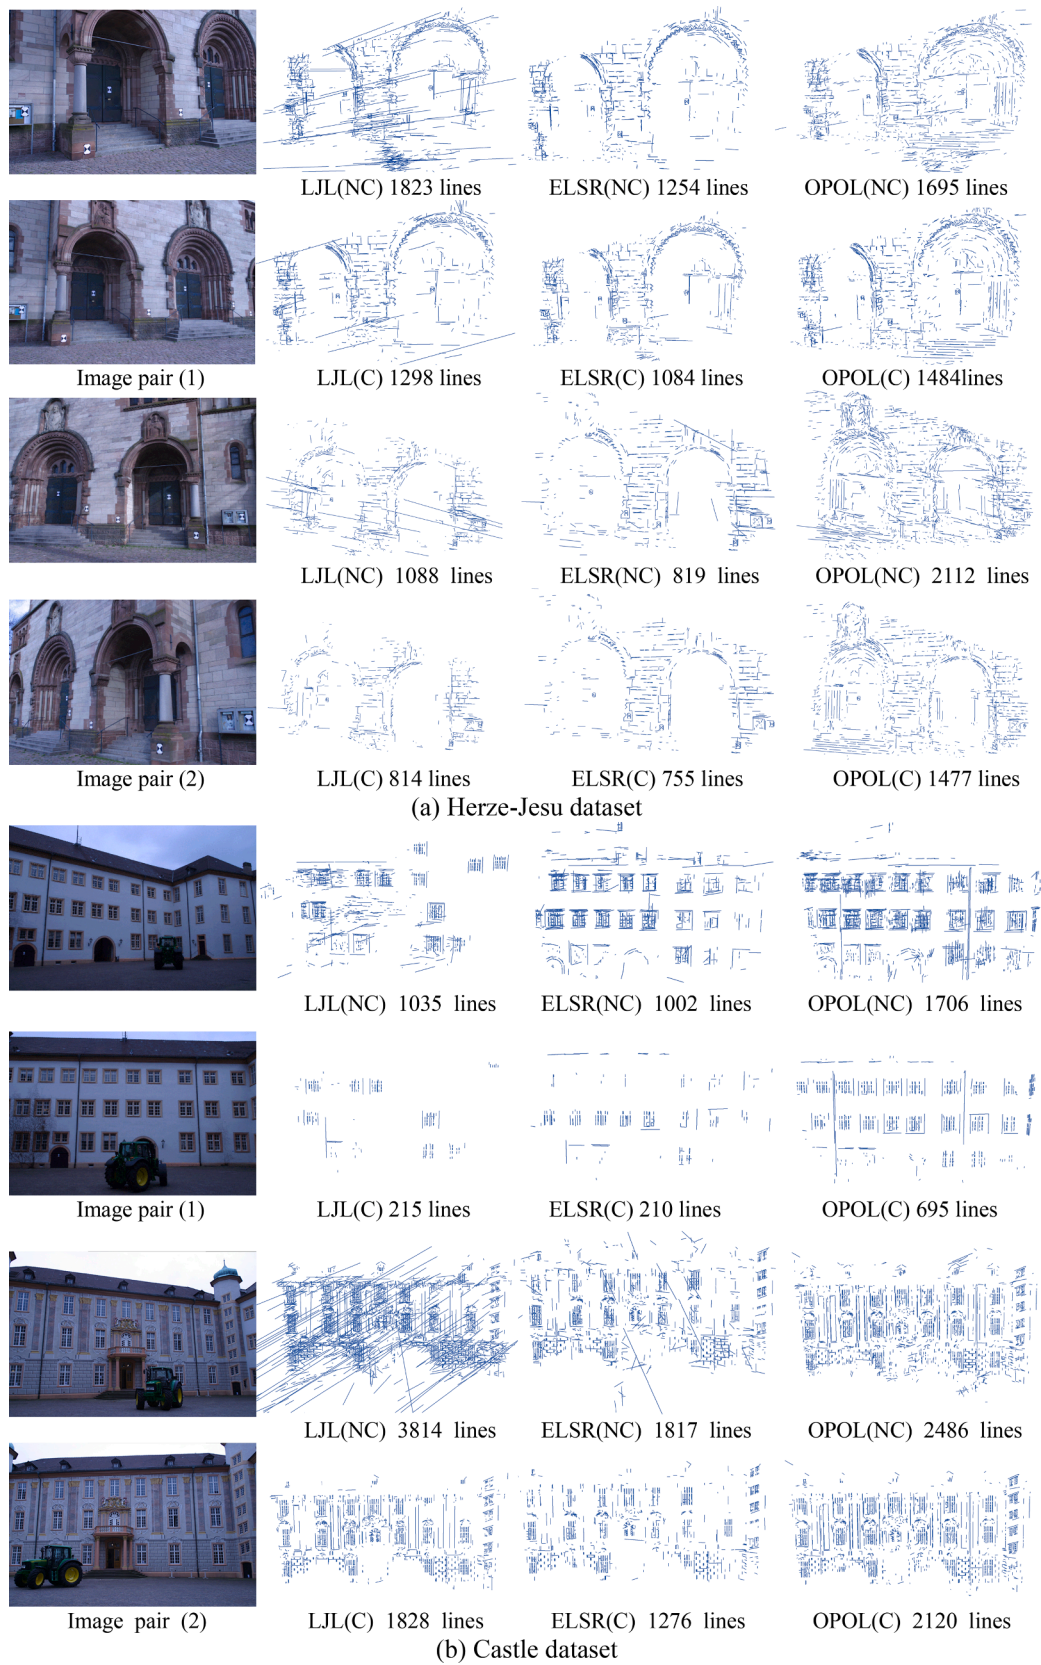 LJL(NC) 1823 lines
ELSR(NC) 1254 lines
OPOL(NC) 1695 lines
Image pair (1)
LJL(C) 1298 lines
ELSR(C) 1084 lines
OPOL(C) 1484lines
LJL(NC) 1088 lines
ELSR(NC) 819 lines
OPOL(NC) 2112 lines
Image pair (2)
LJL(C) 814 lines
ELSR(C) 755 lines
OPOL(C) 1477 lines
(a) Herze-Jesu dataset
LJL(NC) 1035 lines
ELSR(NC) 1002 lines
OPOL(NC) 1706 lines
Image pair (1)
LJL(C) 215 lines
ELSR(C) 210 lines
OPOL(C) 695 lines
LJL(NC) 3814 lines
ELSR(NC) 1817 lines
OPOL(NC) 2486 lines
Image pair (2)
LJL(C) 1828 lines
ELSR(C) 1276 lines
OPOL(C) 2120 lines
(b) Castle dataset